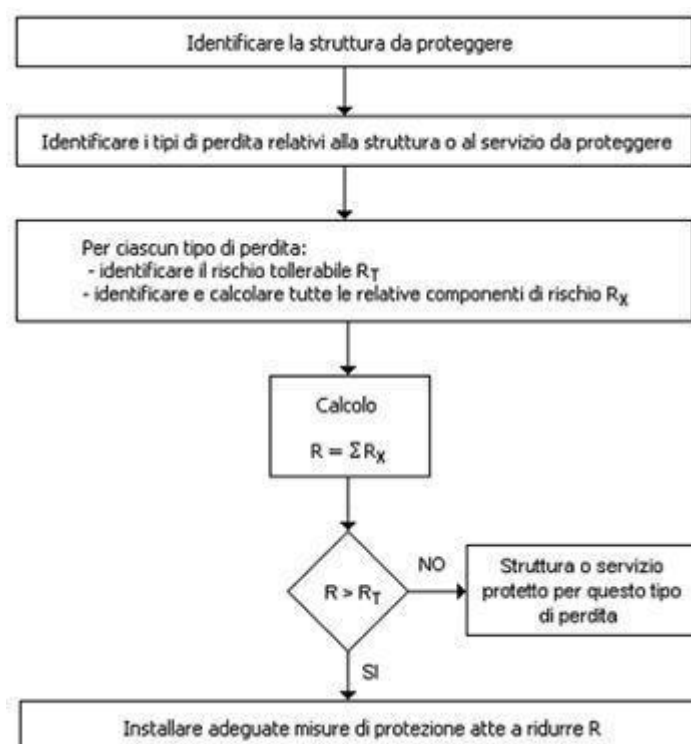 Identificare la struttura da proteggere
Identificare i tipi di perdita relativi alla struttura o al servizio da proteggere
Per ciascun tipo di perdita:
- identificare il rischio tollerabile RT
- identificare e calcolare tutte le relative componenti di rischio RX
Calcolo
R = ΣRX
R > RT
NO
Struttura o servizio
protetto per questo tipo
di perdita
SI
Installare adeguate misure di protezione atte a ridurre R